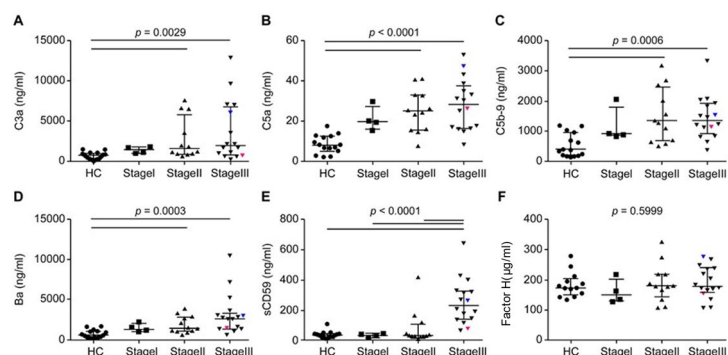 A
p = 0.0029
C3a (ng/ml)
15000
10000
5000
0
HC StageI StageII StageIII
B
p < 0.0001
C5a (ng/ml)
60
40
20
0
HC StageI StageII StageIII
C
p = 0.0006
C5b-9 (ng/ml)
4000
3000
2000
1000
0
HC StageI StageII StageIII
D
p = 0.0003
Ba (ng/ml)
15000
10000
5000
0
HC StageI StageII StageIII
E
p < 0.0001
sCD59 (ng/ml)
800
600
400
200
0
HC StageI StageII StageIII
F
p = 0.5999
Factor H(μg/ml)
400
300
200
100
0
HC StageI StageII StageIII